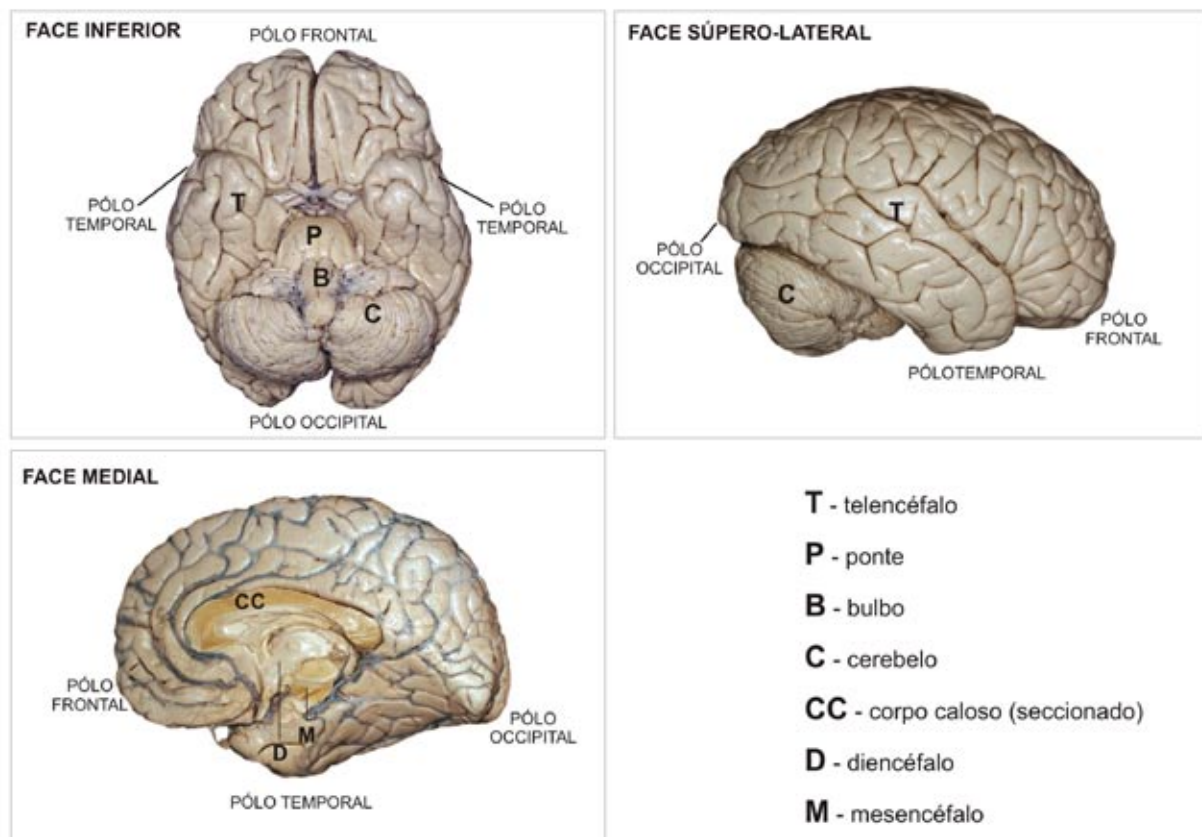 FACE INFERIOR
PÓLO FRONTAL
PÓLO
TEMPORAL
T
P
B
C
PÓLO
TEMPORAL
PÓLO OCCIPITAL
FACE SÚPERO-LATERAL
T
PÓLO
OCCIPITAL
C
PÓLO
FRONTAL
PÓLOTEMPORAL
FACE MEDIAL
CC
PÓLO
FRONTAL
M
D
PÓLO
OCCIPITAL
PÓLO TEMPORAL
T - telencéfalo
P - ponte
B - bulbo
C - cerebelo
CC - corpo caloso (seccionado)
D - diencéfalo
M - mesencéfalo